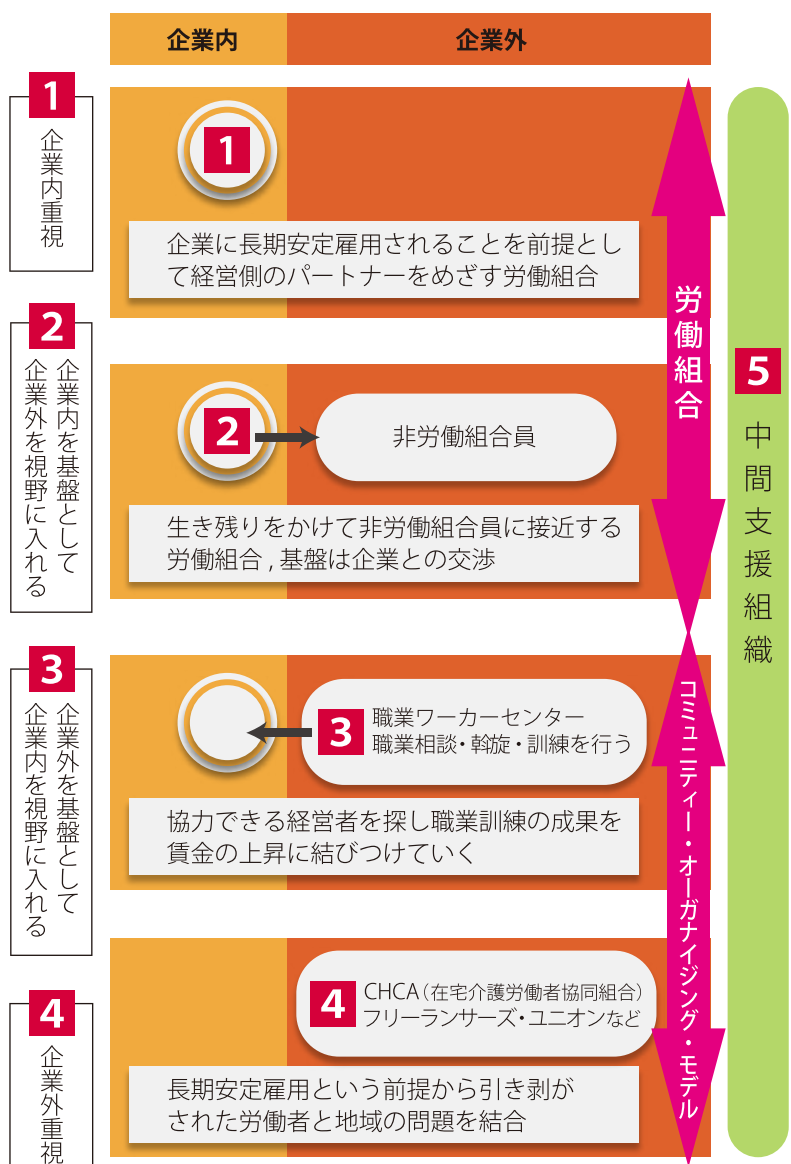 企業内
企業外
1
企業内重視
1
企業に長期安定雇用されることを前提とし
て経営側のパートナーをめざす労働組合
2
企業内を基盤として
企業外を視野に入れる
2
非労働組合員
生き残りをかけて非労働組合員に接近する
労働組合,基盤は企業との交渉
労働組合
3
企業外を基盤として
企業内を視野に入れる
3
職業ワーカーセンター
職業相談・斡旋・訓練を行う
協力できる経営者を探し職業訓練の成果を
賃金の上昇に結びつけていく
4
企業外重視
4
CHCA(在宅介護労働者協同組合)
フリーランサーズ・ユニオンなど
長期安定雇用という前提から引き剥が
された労働者と地域の問題を結合
コミュニティー・オーガナイジング・モデル
5
中間支援組織